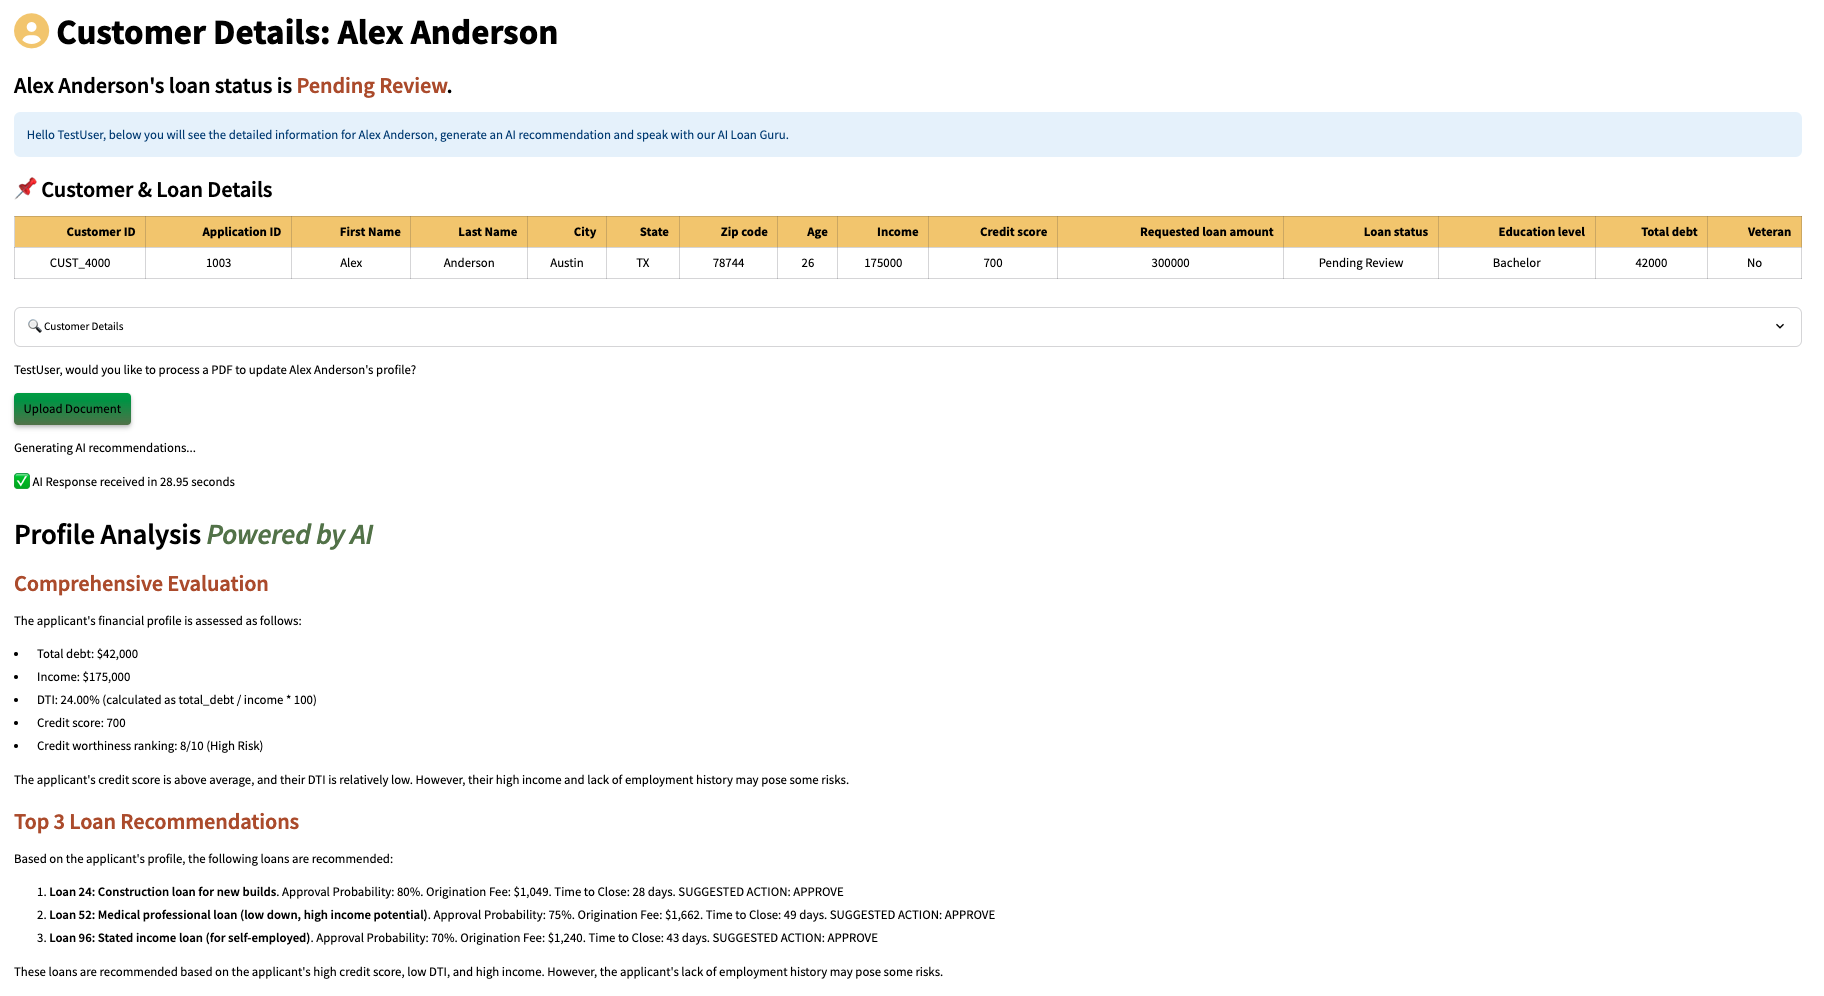 Customer Details: Alex Anderson
Alex Anderson's loan status is Pending Review.
Hello TestUser, below you will see the detailed information for Alex Anderson, generate an AI recommendation and speak with our AI Loan Guru.
Customer & Loan Details
Customer ID Application ID First Name Last Name City State Zip code Age Income Credit score Requested loan amount Loan status Education level Total debt Veteran
CUST_4000 1003 Alex Anderson Austin TX 78744 26 175000 700 300000 Pending Review Bachelor 42000 No
Customer Details
TestUser, would you like to process a PDF to update Alex Anderson's profile?
Upload Document
Generating AI recommendations...
AI Response received in 28.95 seconds
Profile Analysis Powered by AI
Comprehensive Evaluation
The applicant's financial profile is assessed as follows:
• Total debt: $42,000
• Income: $175,000
• DTI: 24.00% (calculated as total_debt / income * 100)
• Credit score: 700
• Credit worthiness ranking: 8/10 (High Risk)
The applicant's credit score is above average, and their DTI is relatively low. However, their high income and lack of employment history may pose some risks.
Top 3 Loan Recommendations
Based on the applicant's profile, the following loans are recommended:
1. Loan 24: Construction loan for new builds. Approval Probability: 80%. Origination Fee: $1,049. Time to Close: 28 days. SUGGESTED ACTION: APPROVE
2. Loan 52: Medical professional loan (low down, high income potential). Approval Probability: 75%. Origination Fee: $1,662. Time to Close: 49 days. SUGGESTED ACTION: APPROVE
3. Loan 96: Stated income loan (for self-employed). Approval Probability: 70%. Origination Fee: $1,240. Time to Close: 43 days. SUGGESTED ACTION: APPROVE
These loans are recommended based on the applicant's high credit score, low DTI, and high income. However, the applicant's lack of employment history may pose some risks.